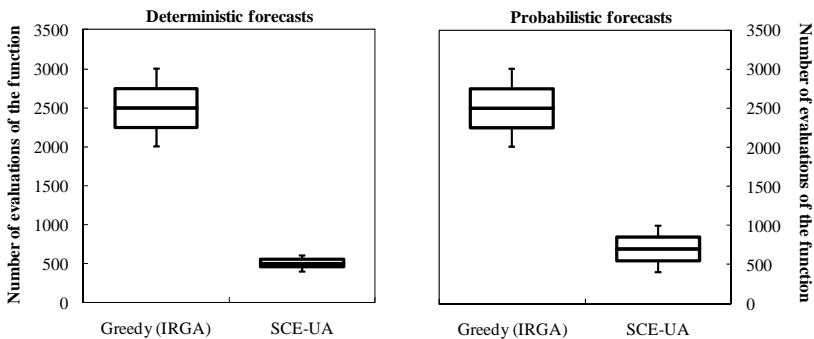 Deterministic forecasts
Number of evaluations of the function
3500
3000
2500
2000
1500
1000
500
0
Greedy (IRGA)
SCE-UA
Probabilistic forecasts
3500
3000
2500
2000
1500
1000
500
0
Number of evaluations of the function
Greedy (IRGA)
SCE-UA